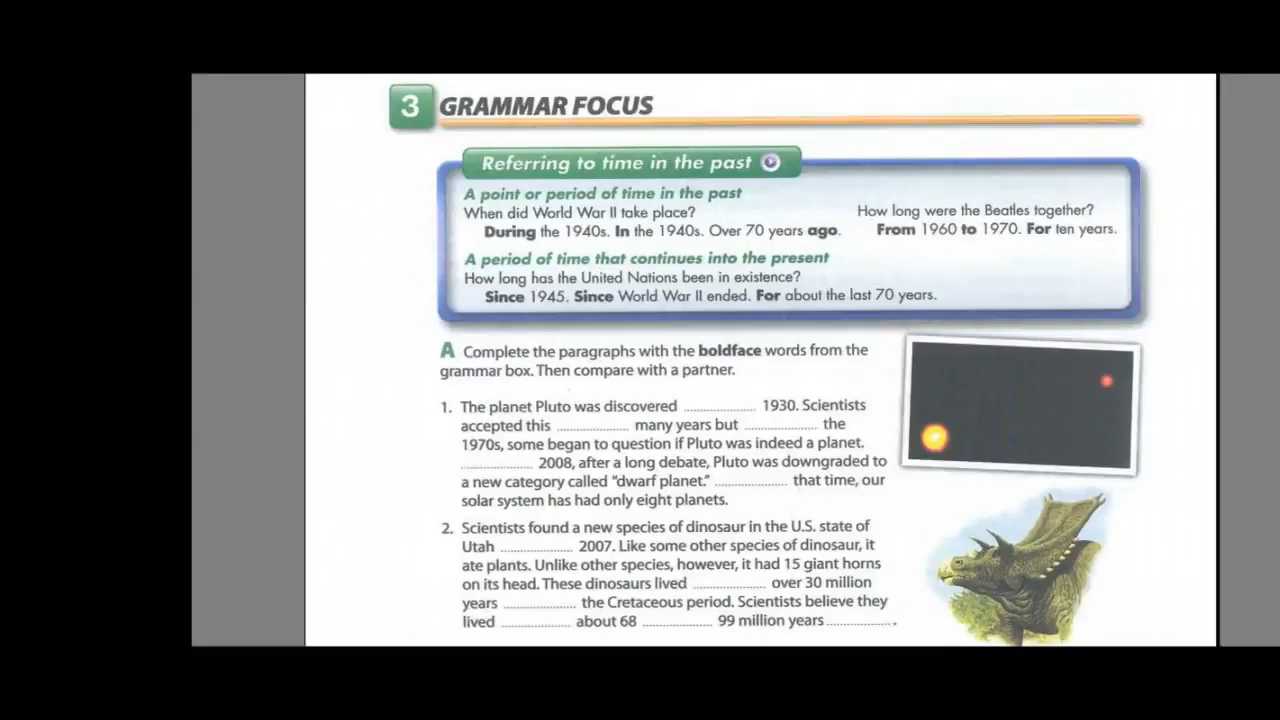 3 GRAMMAR FOCUS
Referring to time in the past
A point or period of time in the past
When did World War II take place?
During the 1940s. In the 1940s. Over 70 years ago.
How long were the Beatles together?
From 1960 to 1970. For ten years.
A period of time that continues into the present
How long has the United Nations been in existence?
Since 1945. Since World War II ended. For about the last 70 years.
A Complete the paragraphs with the boldface words from the
grammar box. Then compare with a partner.
1. The planet Pluto was discovered ............... 1930. Scientists
accepted this ............... many years but ............... the
1970s, some began to question if Pluto was indeed a planet.
............... 2008, after a long debate, Pluto was downgraded to
a new category called “dwarf planet.” ............... that time, our
solar system has had only eight planets.
2. Scientists found a new species of dinosaur in the U.S. state of
Utah ............... 2007. Like some other species of dinosaur, it
ate plants. Unlike other species, however, it had 15 giant horns
on its head. These dinosaurs lived ............... over 30 million
years ............... the Cretaceous period. Scientists believe they
lived ............... about 68 ............... 99 million years ............... .